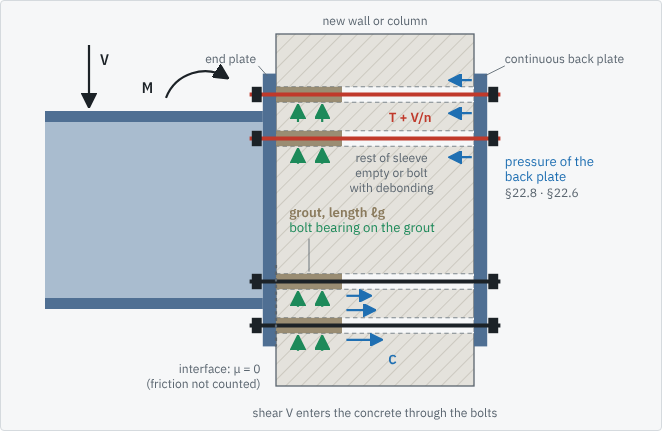 new wall or column
V
end plate
continuous back plate
M
T + V/n
rest of sleeve
empty or bolt
with debonding
pressure of the
back plate
§22.8 · §22.6
grout, length ℓg
bolt bearing on the grout
C
interface: μ = 0
(friction not counted)
shear V enters the concrete through the bolts